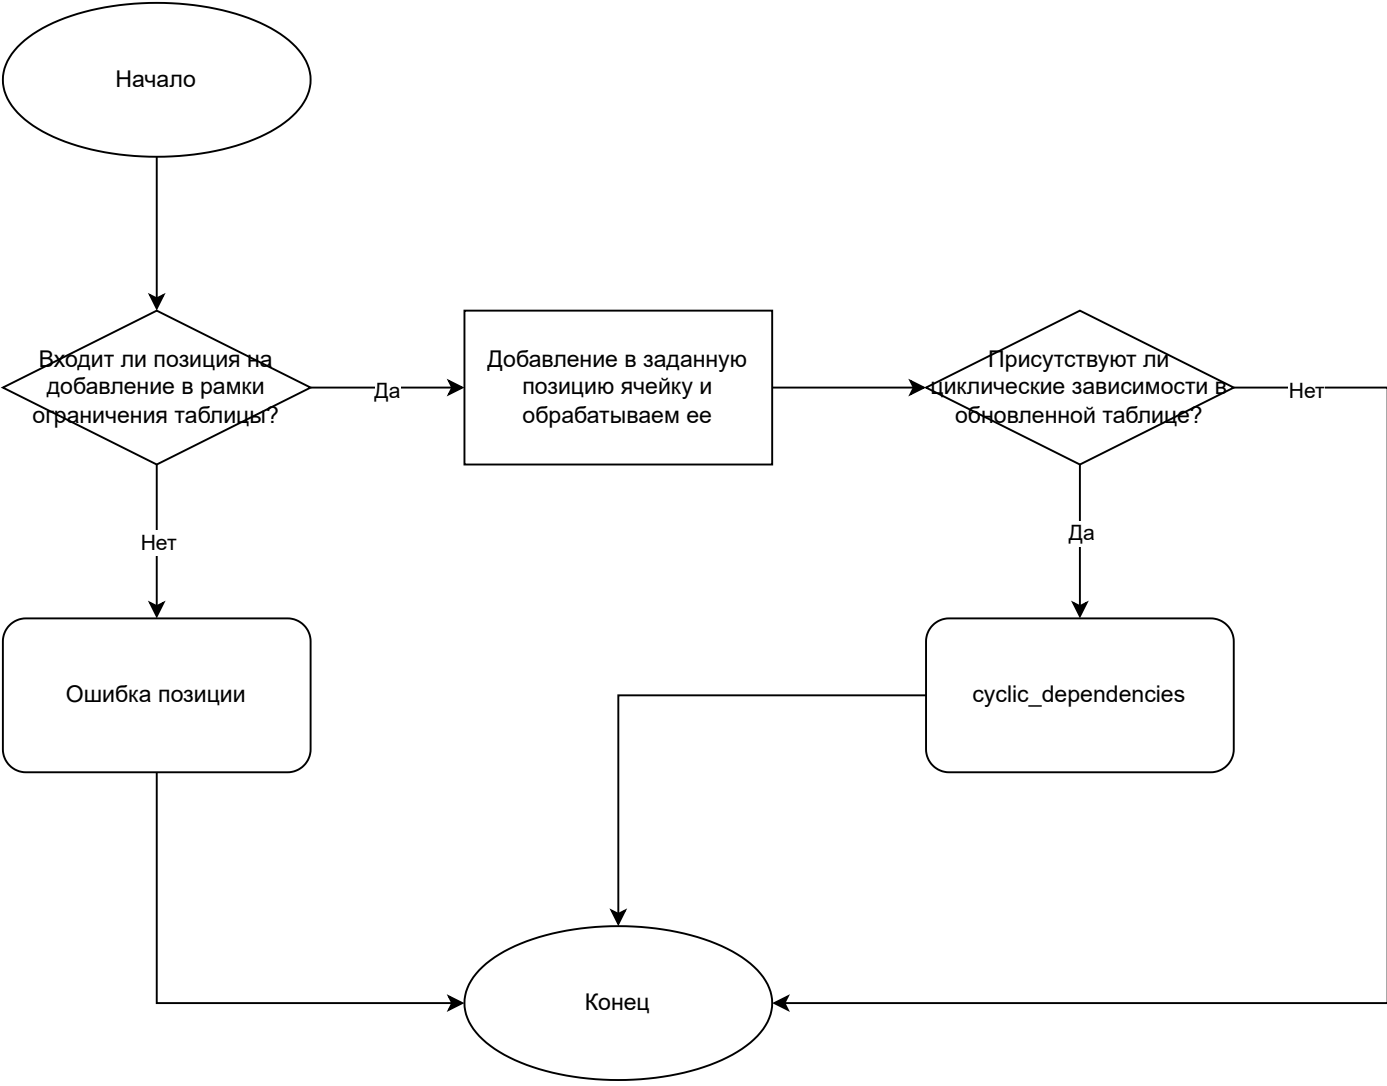 Начало
Входит ли позиция на
добавление в рамки
ограничения таблицы?
Да
Добавление в заданную
позицию ячейку и
обрабатываем ее
Присутствуют ли
циклические зависимости в
обновленной таблице?
Нет
Нет
Да
Ошибка позиции
cyclic_dependencies
Конец